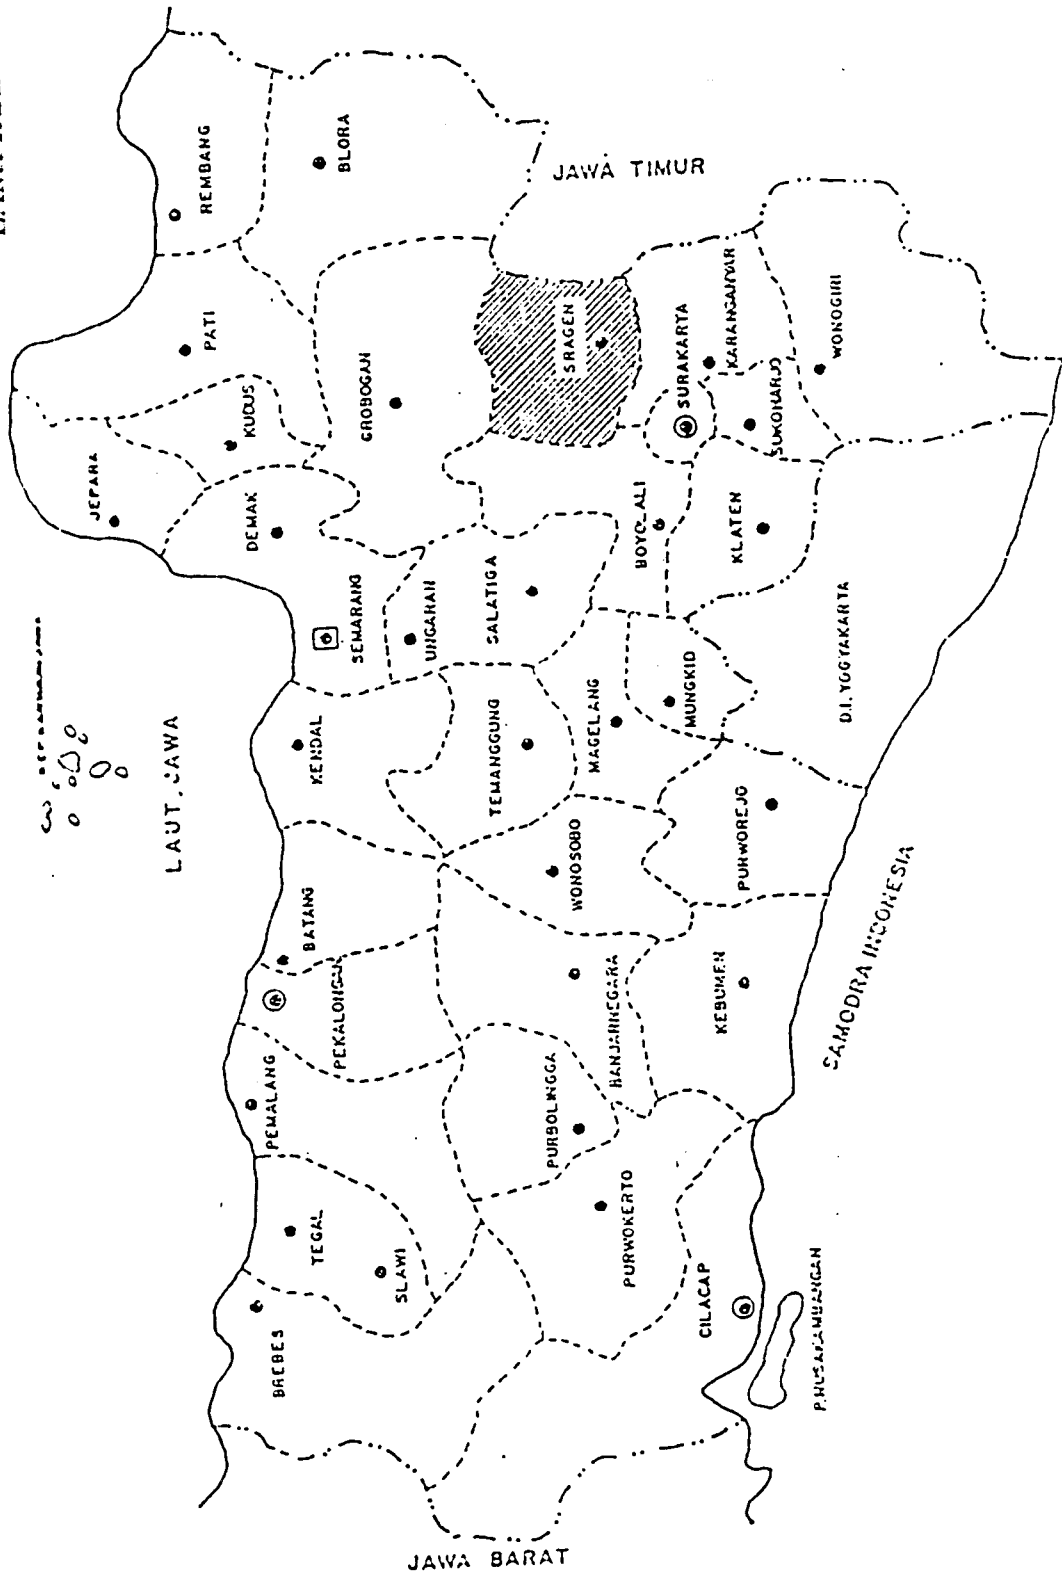 LAUT JAWA
JEPARA
PATI
REMBANG
KUDUS
BLORA
DEMAK
GROBOGAN
SEMARANG
UNGARAN
KENDAL
BATANG
PEKALONGAN
PEMALANG
TEGAL
SLAWI
BREBES
SALATIGA
TEMANGGUNG
SRAGEN
JAWA TIMUR
WONOSOBO
MAGELANG
BOYOLALI
SURAKARTA
KARANGANYAR
MUNGKID
KLATEN
SUKOHARJO
WONOGIRI
PURBOLINGGA
BANJARNEGARA
PURWOKERTO
KEBUMEN
PURWOREJO
D.I. YOGYAKARTA
CILACAP
P.NUSAKAMBANGAN
SAMODRA INDONESIA
JAWA BARAT